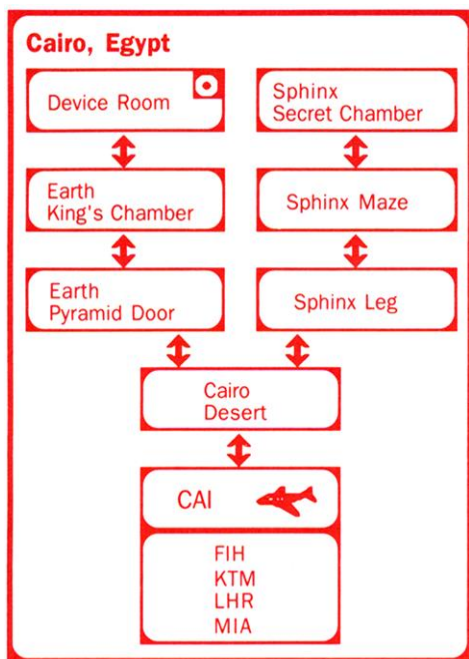 Cairo, Egypt
Device Room
Sphinx
Secret Chamber
Earth
King's Chamber
Sphinx Maze
Earth
Pyramid Door
Sphinx Leg
Cairo
Desert
CAI
FIH
KTM
LHR
MIA